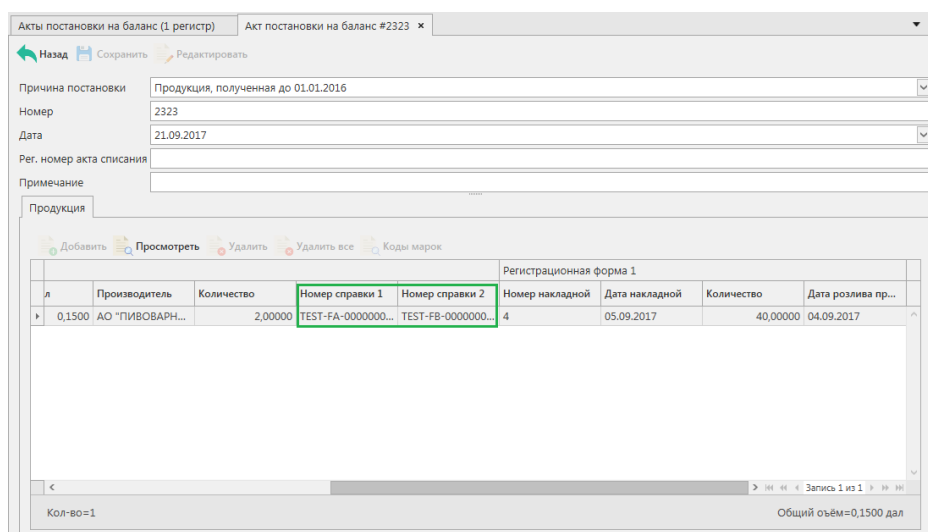 Акты постановки на баланс (1 регистр) Акт постановки на баланс #2323 ×
Назад Сохранить Редактировать
Причина постановки Продукция, полученная до 01.01.2016
Номер 2323
Дата 21.09.2017
Рег. номер акта списания
Примечание
Продукция
Добавить Просмотреть Удалить Удалить все Коды марок
Регистрационная форма 1
л Производитель Количество Номер справки 1 Номер справки 2 Номер накладной Дата накладной Количество Дата розлива пр...
0,1500 АО "ПИВОВАРН... 2,00000 TEST-FA-0000000... TEST-FB-0000000... 4 05.09.2017 40,00000 04.09.2017
Запись 1 из 1
Кол-во=1 Общий оъём=0,1500 дал